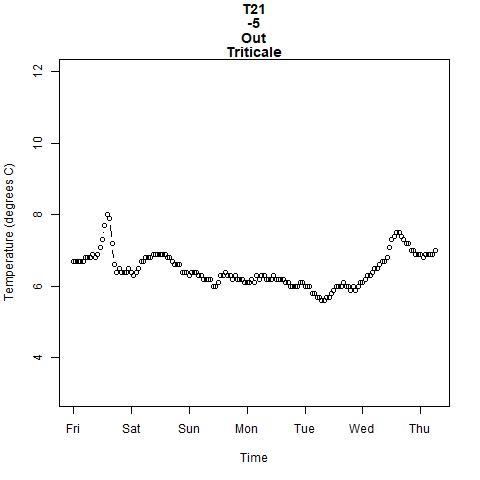 T21
-5
Out
Triticale
12
10
8
6
4
Temperature (degrees C)
Fri Sat Sun Mon Tue Wed Thu
Time